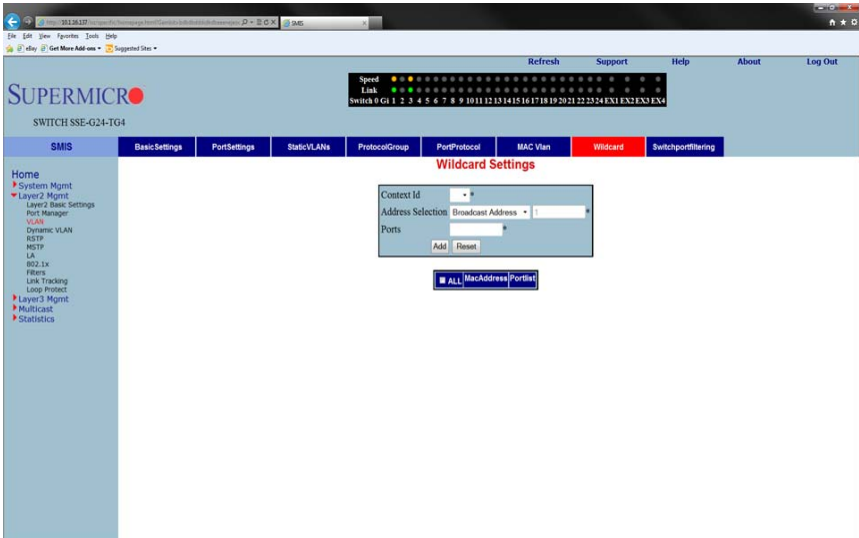 SMIS
File Edit View Favorites Tools Help
eBay Get More Add-ons Suggested Sites
Refresh Support Help About Log Out
SUPERMICRO
SWITCH SSE-G24-TG4
Speed
Link
Switch 0 Gi 1 2 3 4 5 6 7 8 9 10 11 12 13 14 15 16 17 18 19 20 21 22 23 24 EX1 EX2 EX3 EX4
SMIS BasicSettings PortSettings StaticVLANs ProtocolGroup PortProtocol MAC Vlan Wildcard Switchportfiltering
Wildcard Settings
Home
System Mgmt
Layer2 Mgmt
Layer2 Basic Settings
Port Manager
VLAN
Dynamic VLAN
RSTP
MSTP
LA
802.1x
Filters
Link Tracking
Loop Protect
Layer3 Mgmt
Multicast
Statistics
Context Id *
Address Selection Broadcast Address 1 *
Ports *
Add Reset
ALL MacAddress Portlist